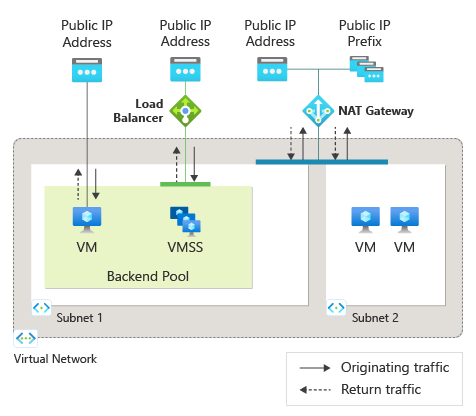 Public IP
Address
Public IP
Address
Public IP
Address
Public IP
Prefix
Load
Balancer
NAT Gateway
VM
VMSS
VM
VM
Backend Pool
Subnet 1
Subnet 2
Virtual Network
Originating traffic
Return traffic